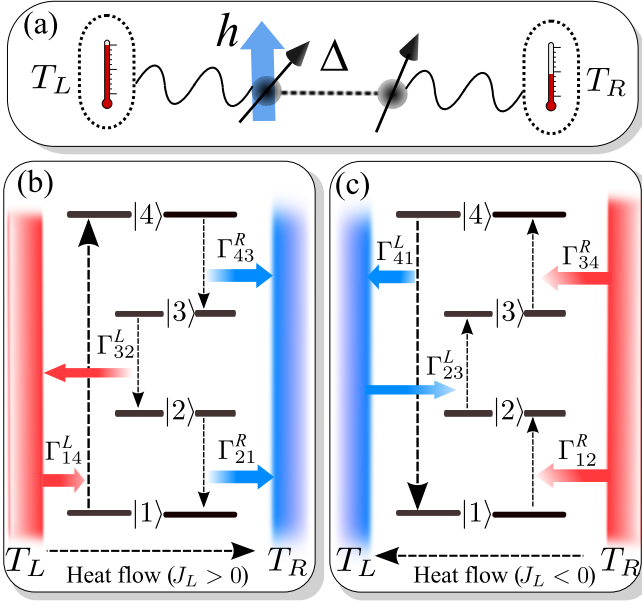 (a)
h
Δ
T_L
T_R
(b)
|4⟩
Γ^R_43
|3⟩
Γ^L_32
|2⟩
Γ^L_14
Γ^R_21
|1⟩
T_L
T_R
Heat flow (J_L > 0)
(c)
|4⟩
Γ^L_41
Γ^R_34
|3⟩
Γ^L_23
|2⟩
Γ^R_12
|1⟩
T_L
T_R
Heat flow (J_L < 0)